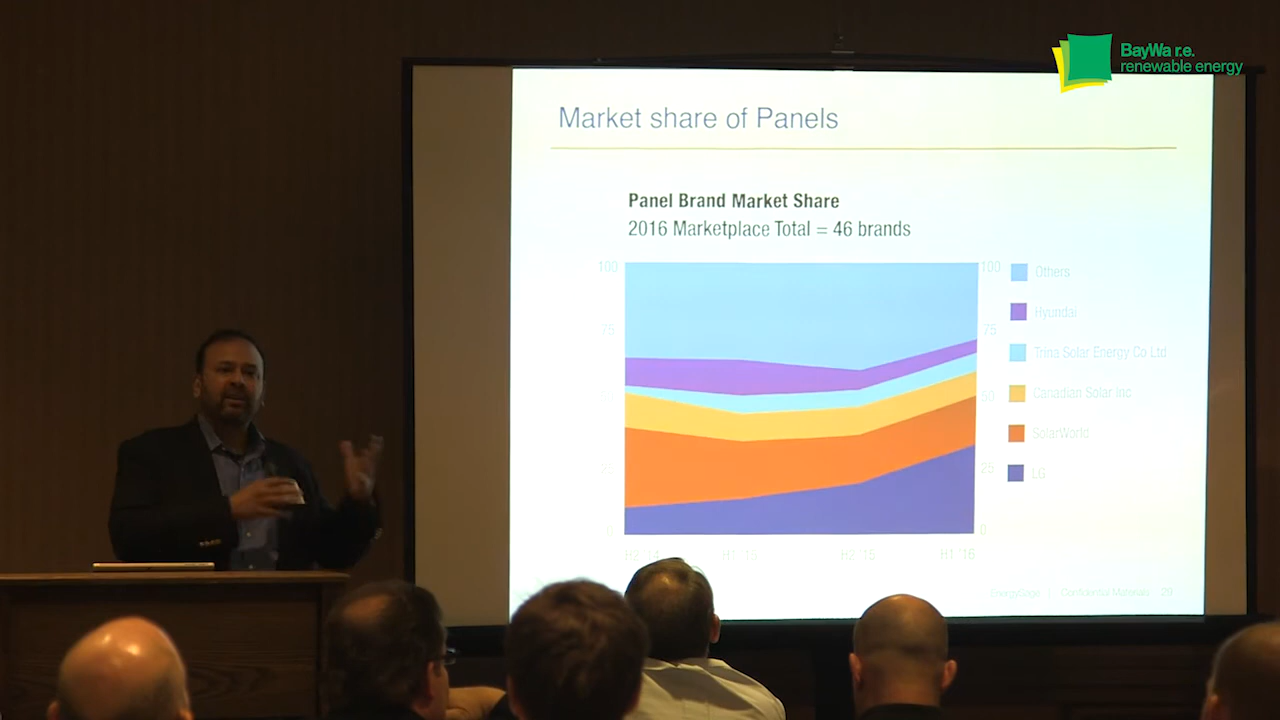 BayWa r.e.
renewable energy
Market share of Panels
Panel Brand Market Share
2016 Marketplace Total = 46 brands
100
100
Others
Hyundai
75
75
Trina Solar Energy Co Ltd
50
50
Canadian Solar Inc
SolarWorld
25
25
LG
0
0
H2 '14
H1 '15
H2 '15
H1 '16
EnergySage | Confidential Materials 29